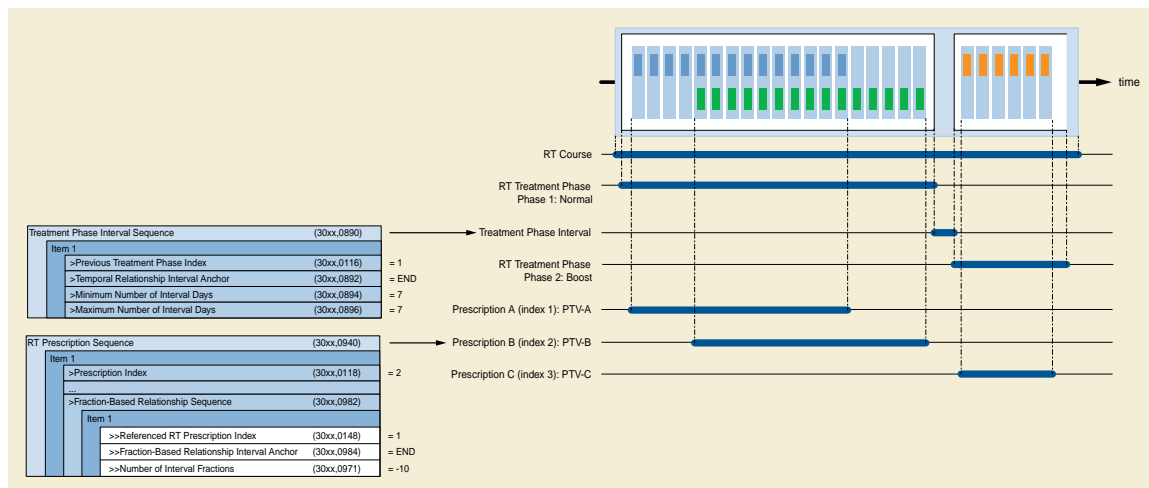 time
RT Course
RT Treatment Phase
Phase 1: Normal
Treatment Phase Interval Sequence (30xx,0890)
Treatment Phase Interval
Item 1
>Previous Treatment Phase Index (30xx,0116) = 1
RT Treatment Phase
Phase 2: Boost
>Temporal Relationship Interval Anchor (30xx,0892) = END
>Minimum Number of Interval Days (30xx,0894) = 7
>Maximum Number of Interval Days (30xx,0896) = 7
Prescription A (index 1): PTV-A
RT Prescription Sequence (30xx,0940)
Prescription B (index 2): PTV-B
Item 1
>Prescription Index (30xx,0118) = 2
Prescription C (index 3): PTV-C
...
>Fraction-Based Relationship Sequence (30xx,0982)
Item 1
>>Referenced RT Prescription Index (30xx,0148) = 1
>>Fraction-Based Relationship Interval Anchor (30xx,0984) = END
>>Number of Interval Fractions (30xx,0971) = -10